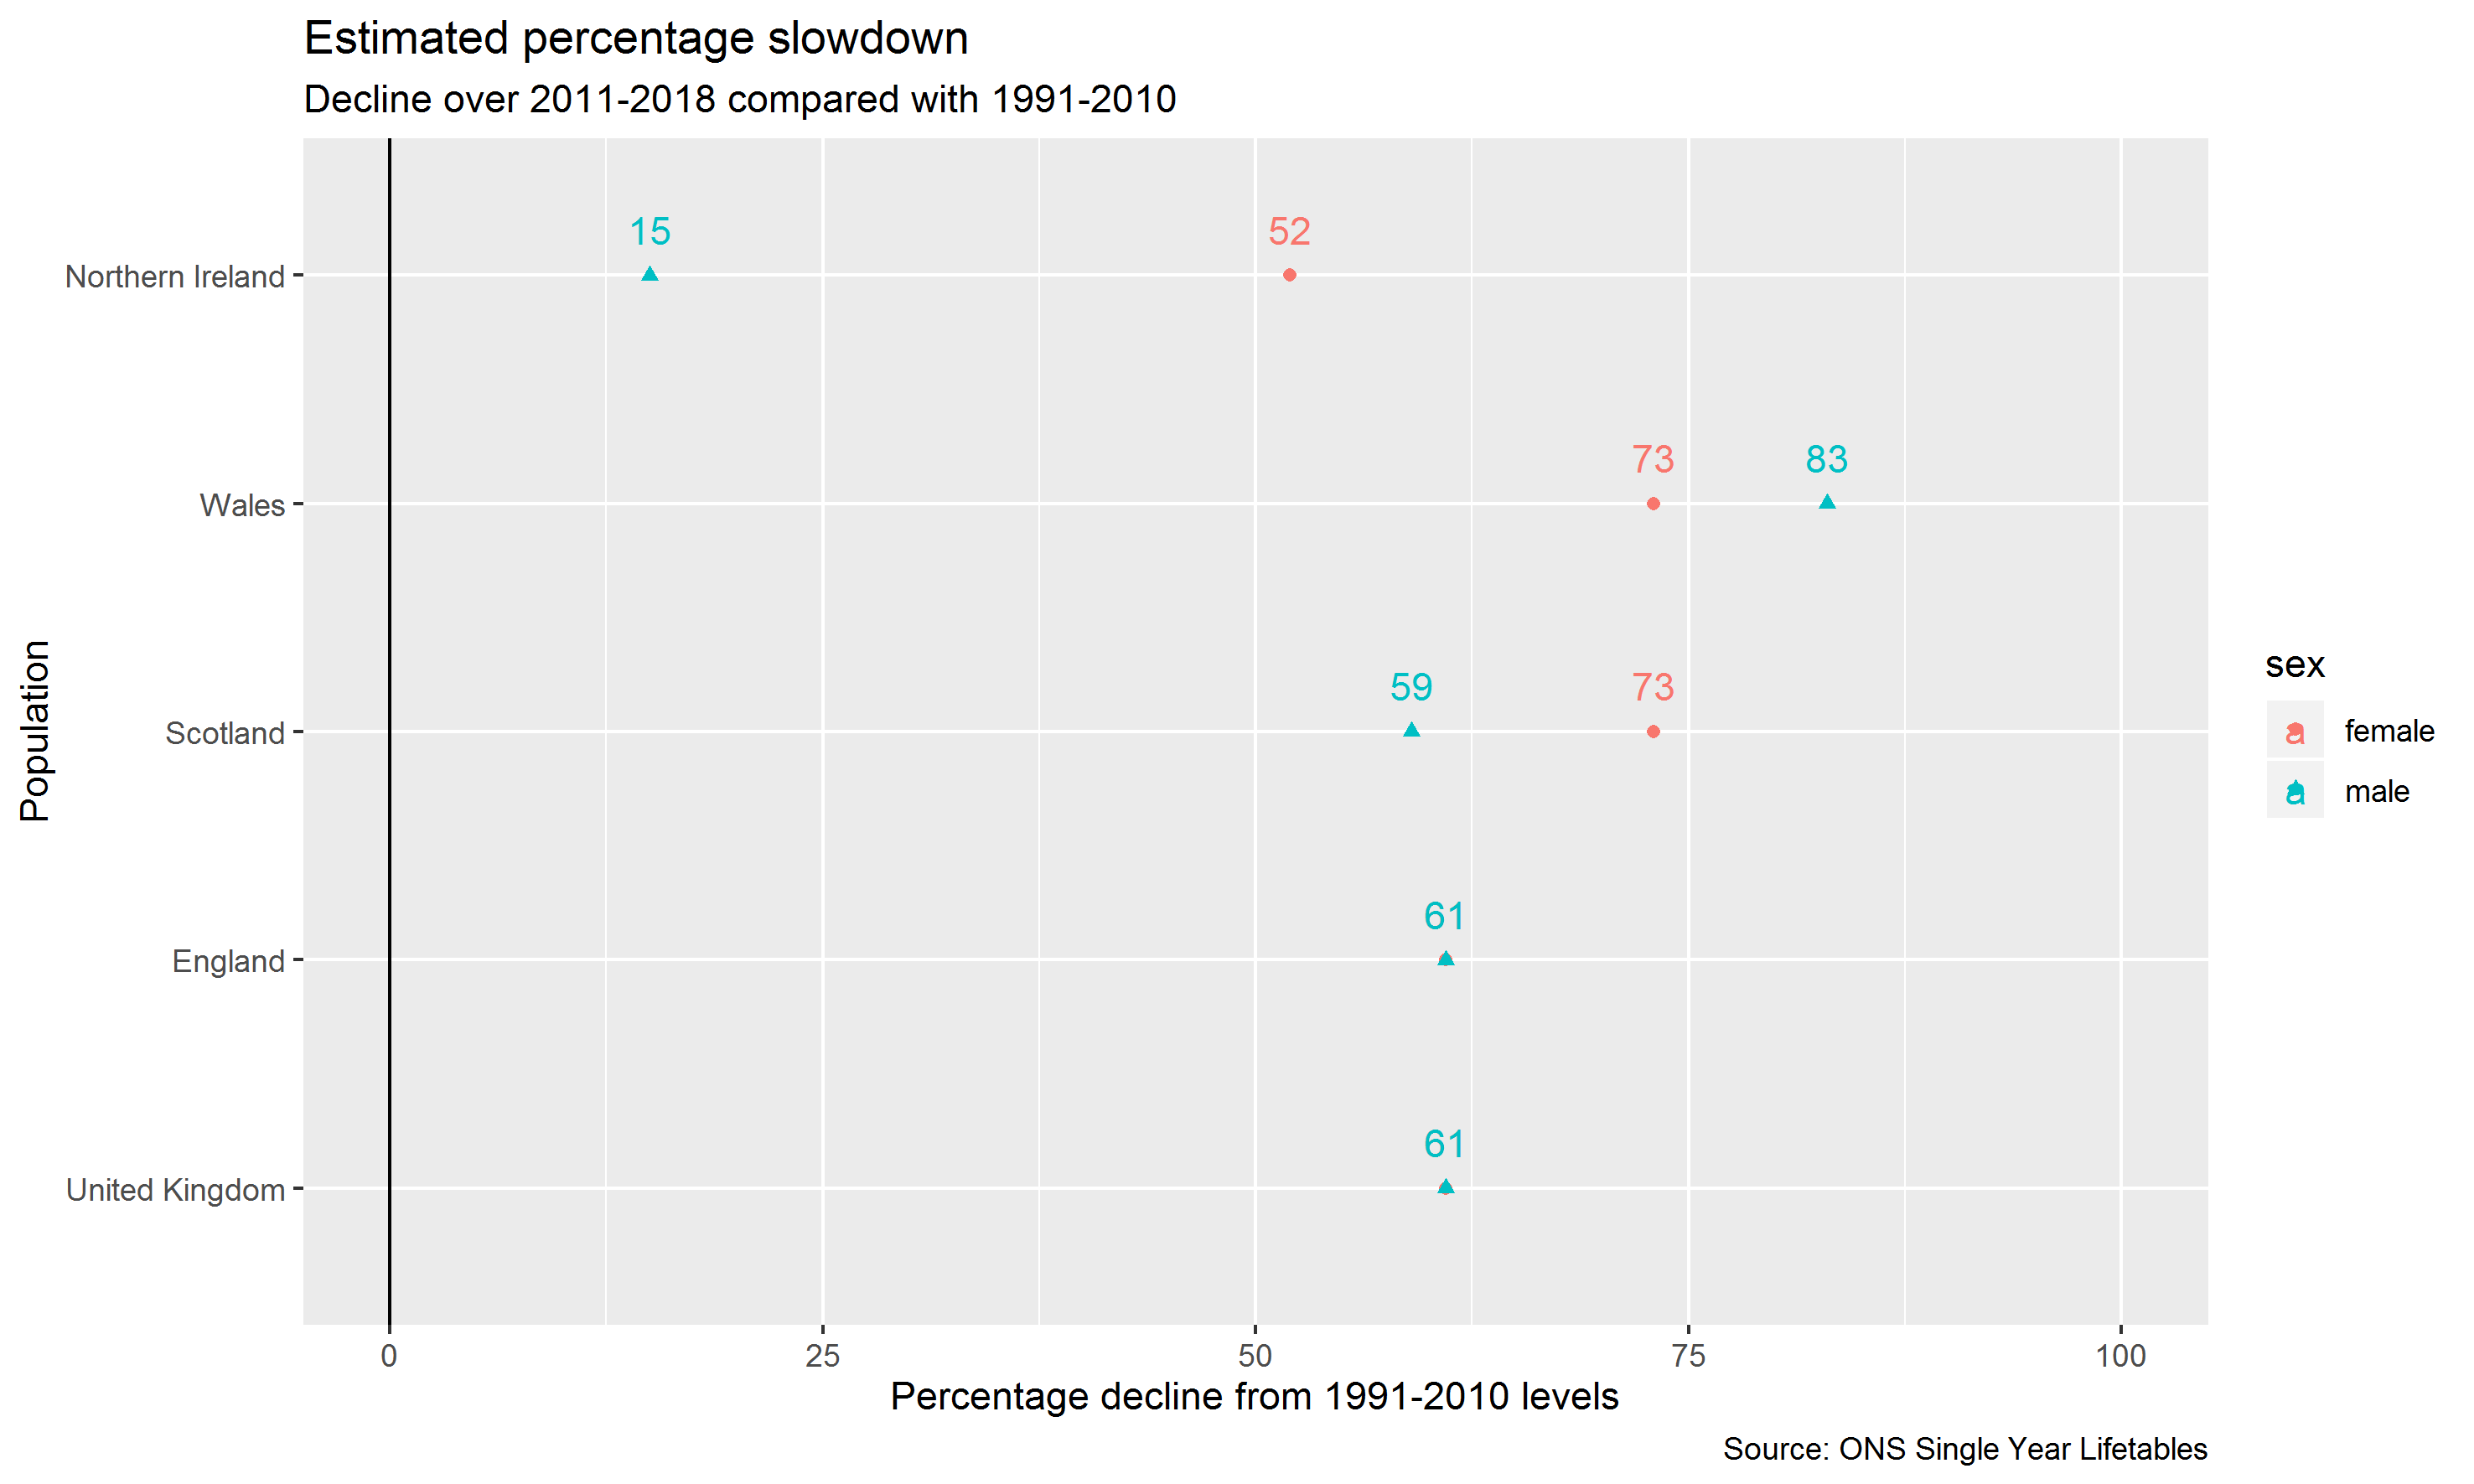 Estimated percentage slowdown
Decline over 2011-2018 compared with 1991-2010
15
52
Northern Ireland
73
83
Wales
59
73
Scotland
61
England
61
United Kingdom
Population
0
25
50
75
100
Percentage decline from 1991-2010 levels
Source: ONS Single Year Lifetables
sex
a female
a male